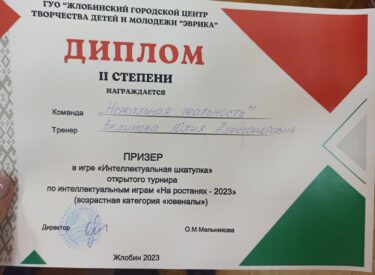 ГУО "ЖЛОБИНСКИЙ ГОРОДСКОЙ ЦЕНТР
ТВОРЧЕСТВА ДЕТЕЙ И МОЛОДЕЖИ "ЭВРИКА"
ДИПЛОМ
II СТЕПЕНИ
НАГРАЖДАЕТСЯ
Команда „Нереальная реальность"
Тренер Велимова Юлия Александровна
ПРИЗЕР
в игре «Интеллектуальная шкатулка»
открытого турнира
по интеллектуальным играм «На ростанях - 2023»
(возрастная категория «ювеналы»)
Директор О.М.Мельникова
Жлобин 2023